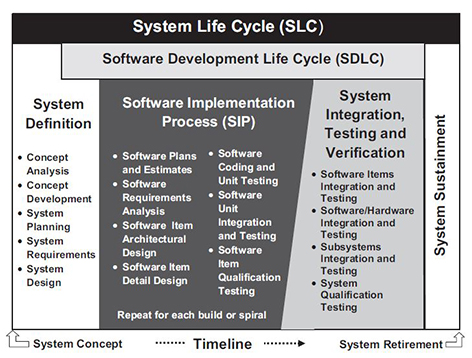 System Life Cycle (SLC)
Software Development Life Cycle (SDLC)
System
Definition
• Concept
Analysis
• Concept
Development
• System
Planning
• System
Requirements
• System
Design
Software Implementation
Process (SIP)
• Software Plans
and Estimates
• Software
Requirements
Analysis
• Software Item
Architectural
Design
• Software Item
Detail Design
• Software
Coding and
Unit Testing
• Software
Unit
Integration
and Testing
• Software
Item
Qualification
Testing
Repeat for each build or spiral
System
Integration,
Testing and
Verification
• Software Items
Integration and
Testing
• Software/Hardware
Integration and
Testing
• Subsystems
Integration and
Testing
• System
Qualification
Testing
System Sustainment
System Concept
Timeline
System Retirement